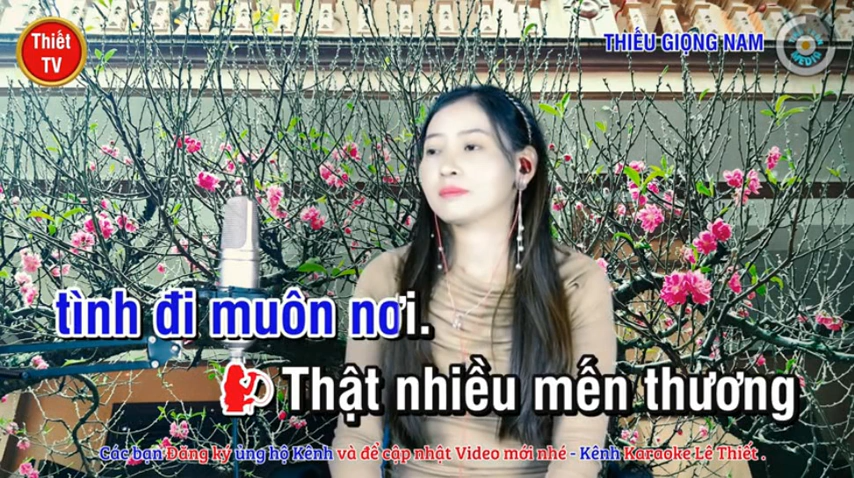 Thiết
TV
THIẾU GIỌNG NAM
MEDIA
tình đi muôn nơi.
Thật nhiều mến thương
Các bạn Đăng ký ủng hộ Kênh và để cập nhật Video mới nhé - Kênh Karaoke Lê Thiết .